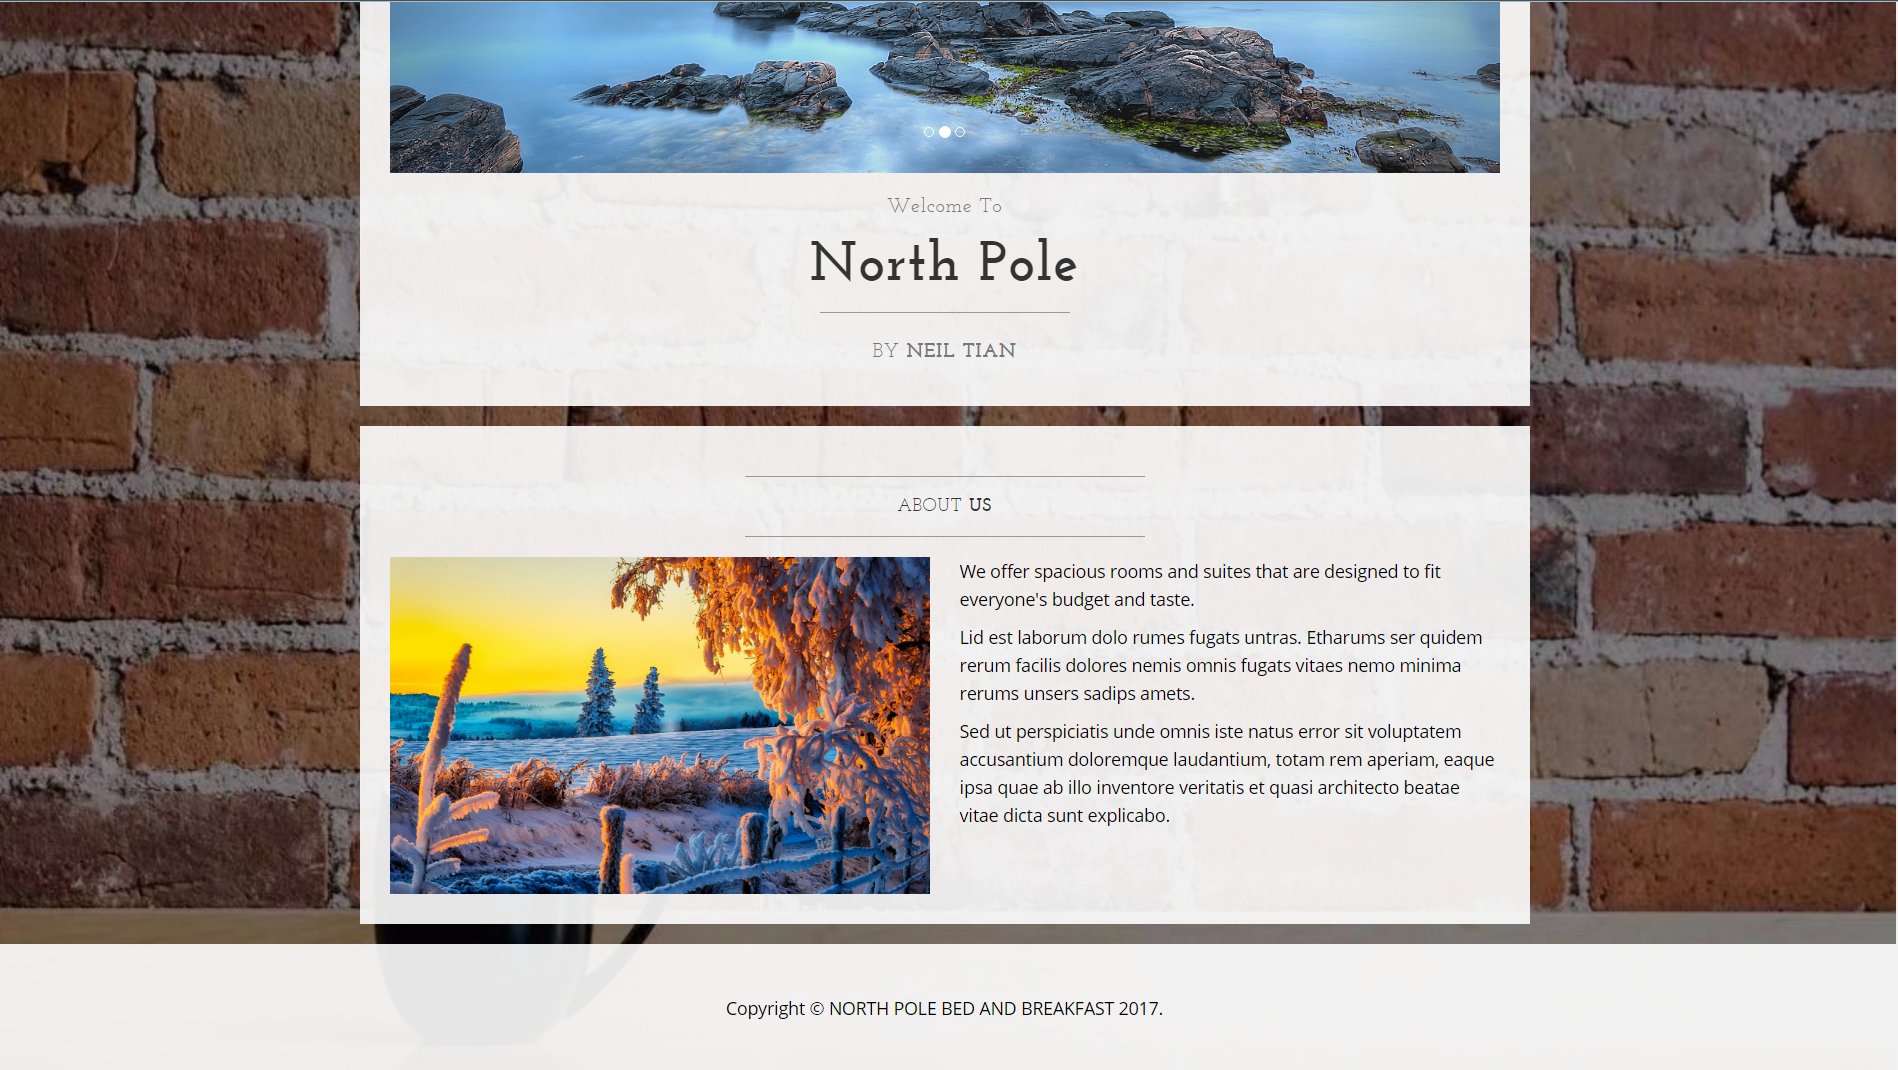 Welcome To
North Pole
BY NEIL TIAN
ABOUT US
We offer spacious rooms and suites that are designed to fit
everyone's budget and taste.
Lid est laborum dolo rumes fugats untras. Etharums ser quidem
rerum facilis dolores nemis omnis fugats vitaes nemo minima
rerums unsers sadips amets.
Sed ut perspiciatis unde omnis iste natus error sit voluptatem
accusantium doloremque laudantium, totam rem aperiam, eaque
ipsa quae ab illo inventore veritatis et quasi architecto beatae
vitae dicta sunt explicabo.
Copyright © NORTH POLE BED AND BREAKFAST 2017.